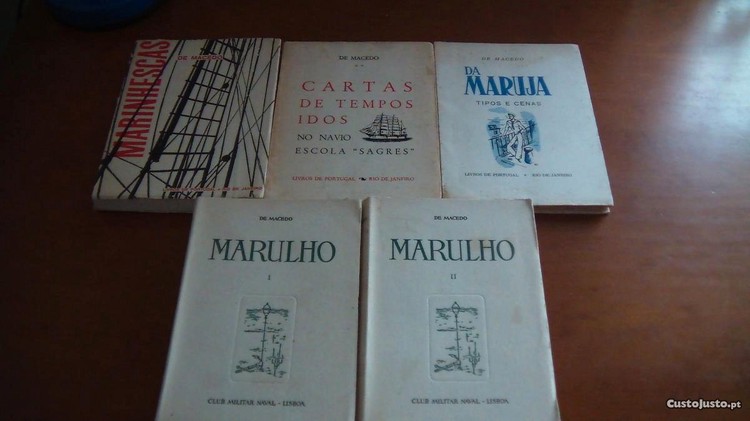 MARINHESCAS
DE MACEDO
DE MACEDO
CARTAS
DE TEMPOS
IDOS
NO NAVIO
ESCOLA "SAGRES"
LIVROS DE PORTUGAL RIO DE JANEIRO
DE MACEDO
DA
MARUJA
TIPOS E CENAS
LIVROS DE PORTUGAL - RIO DE JANEIRO
DE MACEDO
MARULHO
I
CLUB MILITAR NAVAL - LISBOA
DE MACEDO
MARULHO
II
CLUB MILITAR NAVAL - LISBOA
CustoJusto.pt